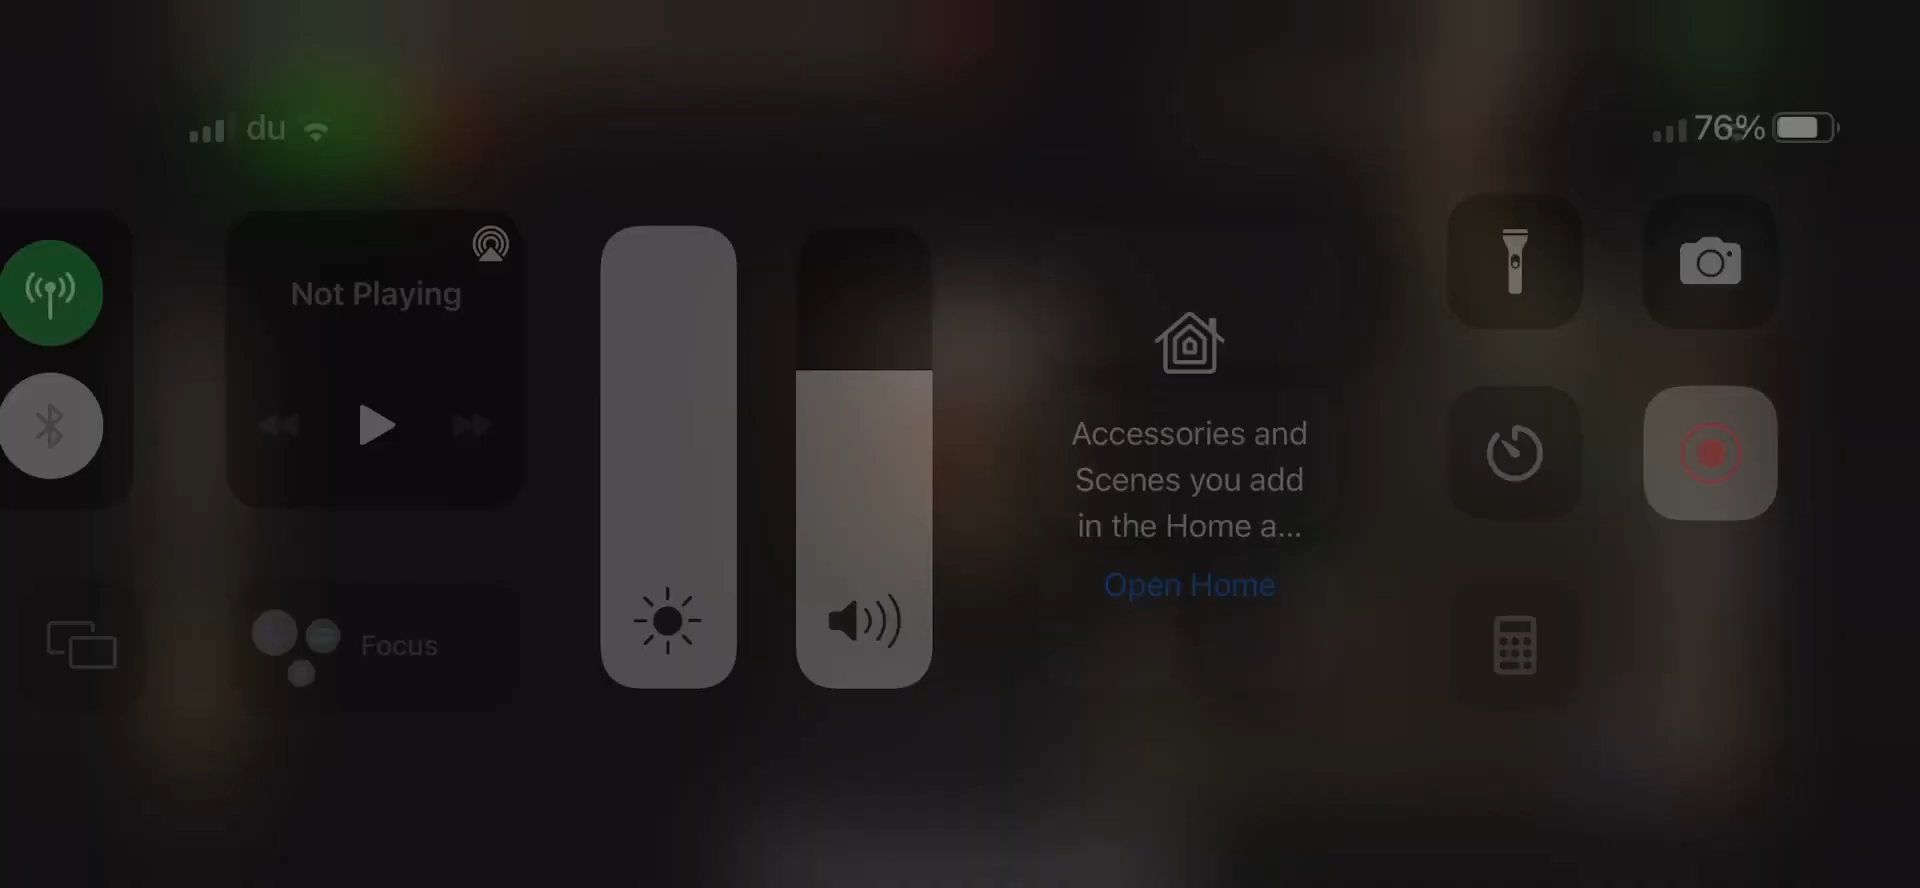 du
76%
Not Playing
Accessories and
Scenes you add
in the Home a...
Open Home
Focus